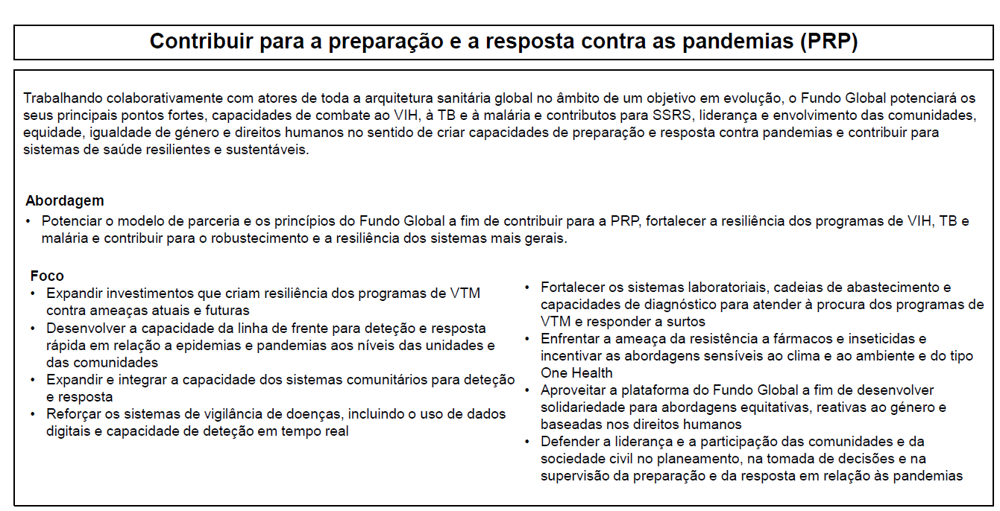 Contribuir para a preparação e a resposta contra as pandemias (PRP)
Trabalhando colaborativamente com atores de toda a arquitetura sanitária global no âmbito de um objetivo em evolução, o Fundo Global potenciará os
seus principais pontos fortes, capacidades de combate ao VIH, à TB e à malária e contributos para SSRS, liderança e envolvimento das comunidades,
equidade, igualdade de género e direitos humanos no sentido de criar capacidades de preparação e resposta contra pandemias e contribuir para
sistemas de saúde resilientes e sustentáveis.
Abordagem
• Potenciar o modelo de parceria e os princípios do Fundo Global a fim de contribuir para a PRP, fortalecer a resiliência dos programas de VIH, TB e
malária e contribuir para o robustecimento e a resiliência dos sistemas mais gerais.
Foco
• Expandir investimentos que criam resiliência dos programas de VTM
contra ameaças atuais e futuras
• Desenvolver a capacidade da linha de frente para deteção e resposta
rápida em relação a epidemias e pandemias aos níveis das unidades e
das comunidades
• Expandir e integrar a capacidade dos sistemas comunitários para deteção
e resposta
• Reforçar os sistemas de vigilância de doenças, incluindo o uso de dados
digitais e capacidade de deteção em tempo real
• Fortalecer os sistemas laboratoriais, cadeias de abastecimento e
capacidades de diagnóstico para atender à procura dos programas de
VTM e responder a surtos
• Enfrentar a ameaça da resistência a fármacos e inseticidas e
incentivar as abordagens sensíveis ao clima e ao ambiente e do tipo
One Health
• Aproveitar a plataforma do Fundo Global a fim de desenvolver
solidariedade para abordagens equitativas, reativas ao género e
baseadas nos direitos humanos
• Defender a liderança e a participação das comunidades e da
sociedade civil no planeamento, na tomada de decisões e na
supervisão da preparação e da resposta em relação às pandemias